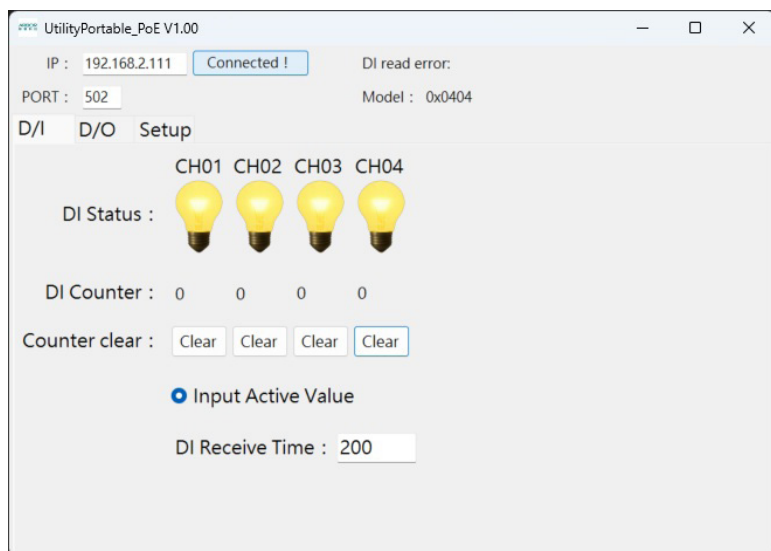 UtilityPortable_PoE V1.00
IP : 192.168.2.111 Connected ! DI read error:
PORT : 502 Model : 0x0404
D/I D/O Setup
CH01 CH02 CH03 CH04
DI Status :
DI Counter : 0 0 0 0
Counter clear : Clear Clear Clear Clear
Input Active Value
DI Receive Time : 200